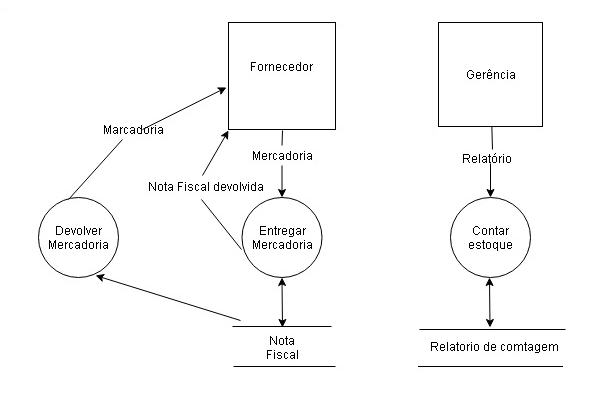 Fornecedor
Gerência
Marcadoria
Mercadoria
Relatório
Nota Fiscal devolvida
Devolver
Mercadoria
Entregar
Mercadoria
Contar
estoque
Nota
Fiscal
Relatorio de comtagem